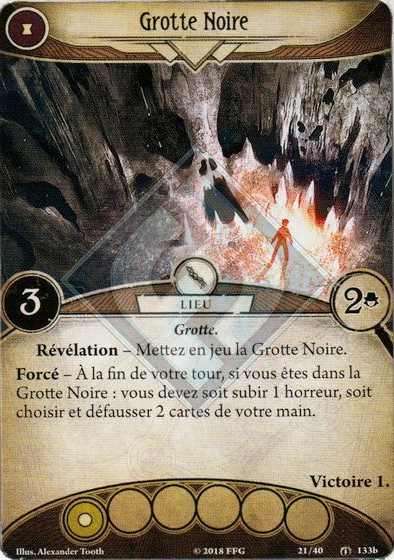 Grotte Noire
LIEU
3
2
Grotte.
Révélation – Mettez en jeu la Grotte Noire.
Forcé – À la fin de votre tour, si vous êtes dans la
Grotte Noire : vous devez soit subir 1 horreur, soit
choisir et défausser 2 cartes de votre main.
Victoire 1.
Illus. Alexander Tooth
© 2018 FFG
21/40
133b